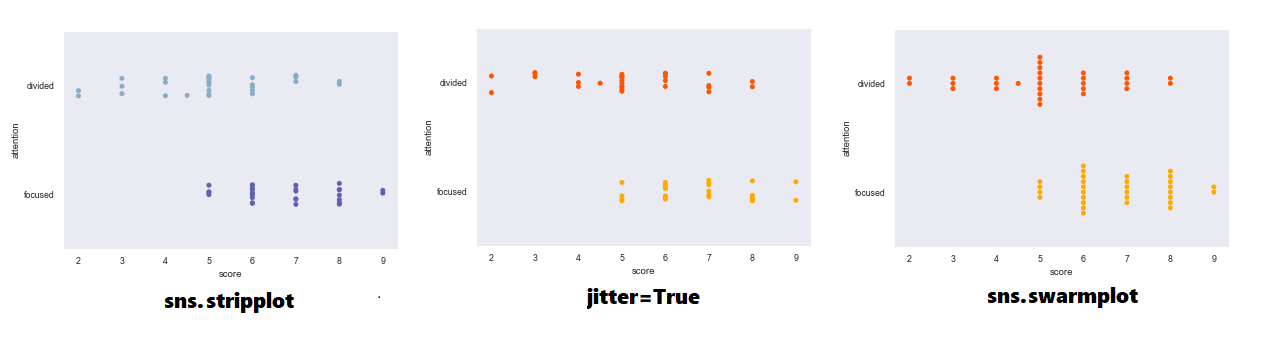 divided
attention
focused
2 3 4 5 6 7 8 9
score
sns.stripplot
divided
attention
focused
2 3 4 5 6 7 8 9
score
jitter=True
divided
attention
focused
2 3 4 5 6 7 8 9
score
sns.swarmplot